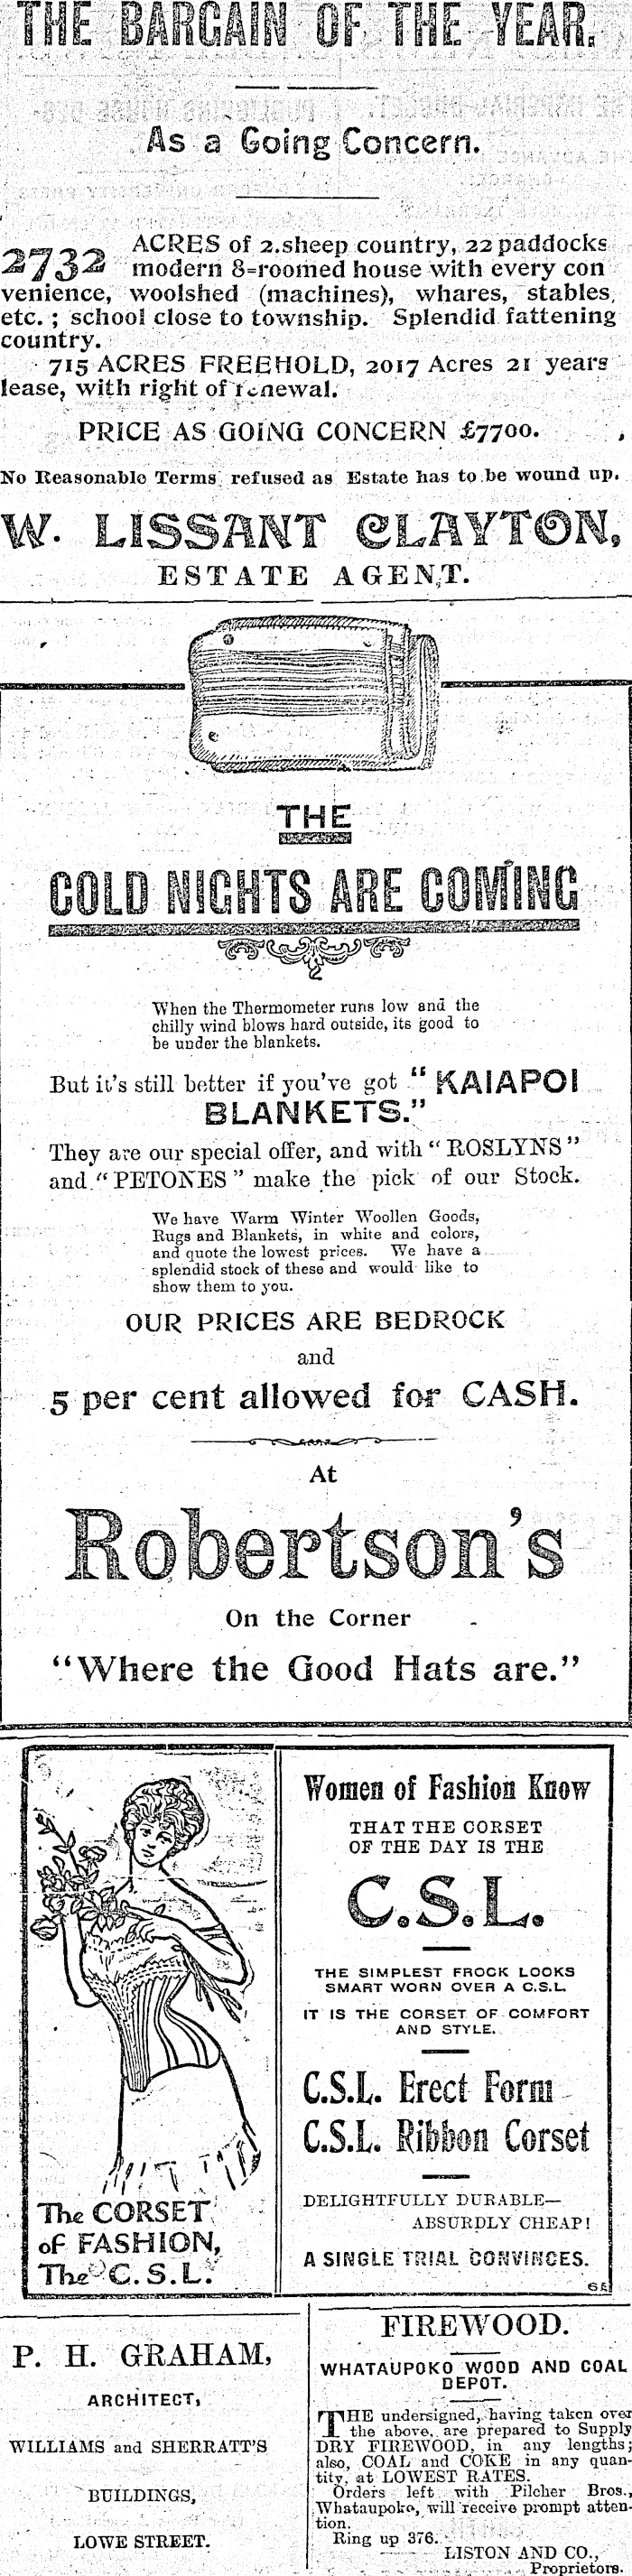 THE BARGAIN OF THE YEAR.
As a Going Concern.
2732 ACRES of 2.sheep country, 22 paddocks
modern 8=roomed house with every con
venience, woolshed (machines), whares, stables,
etc. ; school close to township. Splendid fattening
country.
715 ACRES FREEHOLD, 2017 Acres 21 years
lease, with right of renewal.
PRICE AS GOING CONCERN £7700.
No Reasonable Terms refused as Estate has to be wound up.
W. LISSANT CLAYTON,
ESTATE AGENT.
THE
COLD NIGHTS ARE COMING
When the Thermometer runs low and the
chilly wind blows hard outside, its good to
be under the blankets.
But it's still better if you've got "KAIAPOI
BLANKETS."
They are our special offer, and with "ROSLYNS"
and "PETONES" make the pick of our Stock.
We have Warm Winter Woollen Goods,
Rugs and Blankets, in white and colors,
and quote the lowest prices. We have a
splendid stock of these and would like to
show them to you.
OUR PRICES ARE BEDROCK
and
5 per cent allowed for CASH.
At
Robertson's
On the Corner
"Where the Good Hats are."
The CORSET
of FASHION,
The C.S.L.
Women of Fashion Know
THAT THE CORSET
OF THE DAY IS THE
C.S.L.
THE SIMPLEST FROCK LOOKS
SMART WORN OVER A C.S.L.
IT IS THE CORSET OF COMFORT
AND STYLE.
C.S.L. Erect Form
C.S.L. Ribbon Corset
DELIGHTFULLY DURABLE—
ABSURDLY CHEAP!
A SINGLE TRIAL CONVINCES.
P. H. GRAHAM,
ARCHITECT,
WILLIAMS and SHERRATT'S
BUILDINGS,
LOWE STREET.
FIREWOOD.
WHATAUPOKO WOOD AND COAL
DEPOT.
THE undersigned, having taken over
the above, are prepared to Supply
DRY FIREWOOD, in any lengths;
also, COAL and COKE in any quan-
tity, at LOWEST RATES.
Orders left with Pilcher Bros.,
Whataupoko, will receive prompt atten-
tion.
Ring up 376.
LISTON AND CO.,
Proprietors.